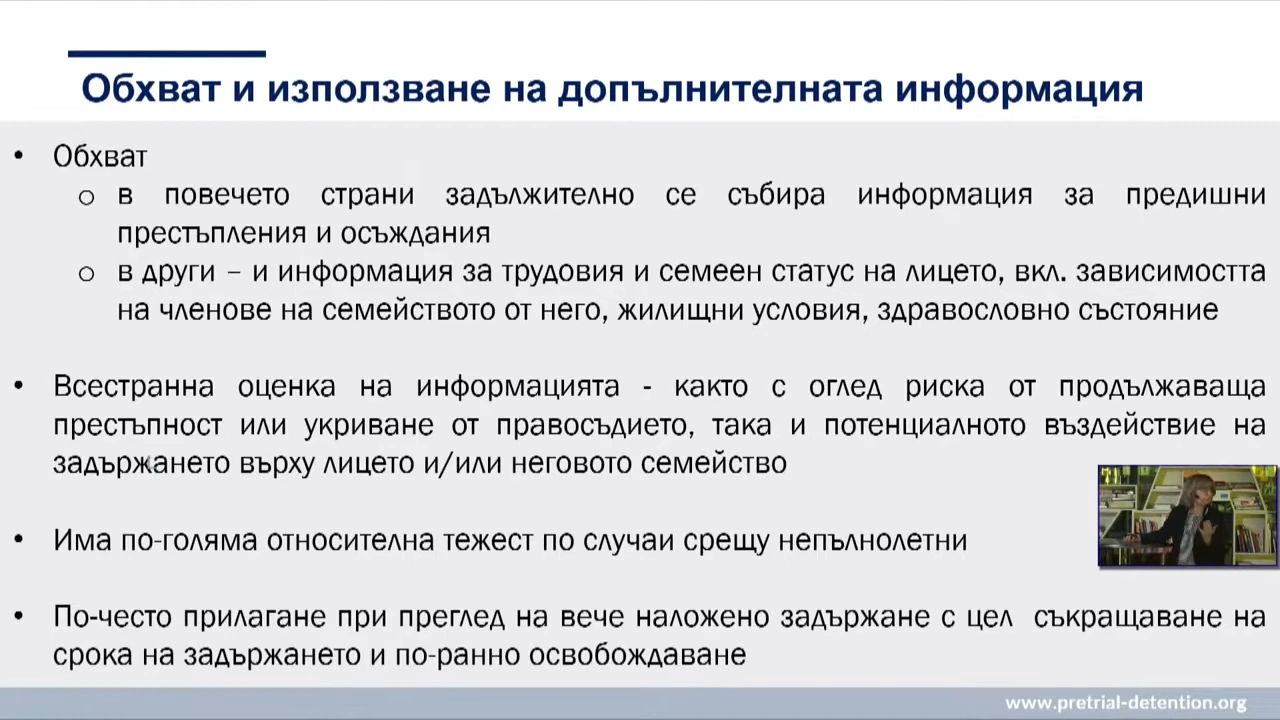 Обхват и използване на допълнителната информация
• Обхват
o в повечето страни задължително се събира информация за предишни
престъпления и осъждания
o в други – и информация за трудовия и семеен статус на лицето, вкл. зависимостта
на членове на семейството от него, жилищни условия, здравословно състояние
• Всестранна оценка на информацията - както с оглед риска от продължаваща
престъпност или укриване от правосъдието, така и потенциалното въздействие на
задържането върху лицето и/или неговото семейство
• Има по-голяма относителна тежест по случаи срещу непълнолетни
• По-често прилагане при преглед на вече наложено задържане с цел съкращаване на
срока на задържането и по-ранно освобождаване
www.pretrial-detention.org